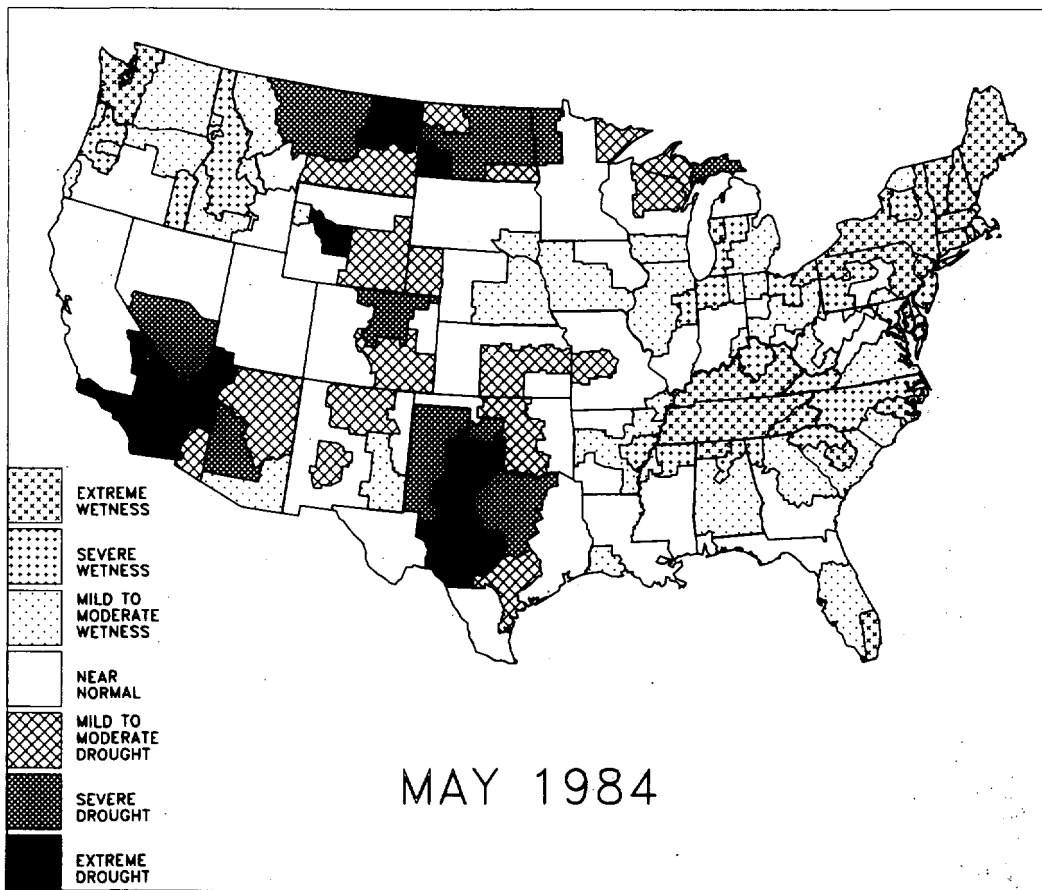 EXTREME
WETNESS
SEVERE
WETNESS
MILD TO
MODERATE
WETNESS
NEAR
NORMAL
MILD TO
MODERATE
DROUGHT
SEVERE
DROUGHT
EXTREME
DROUGHT
MAY 1984